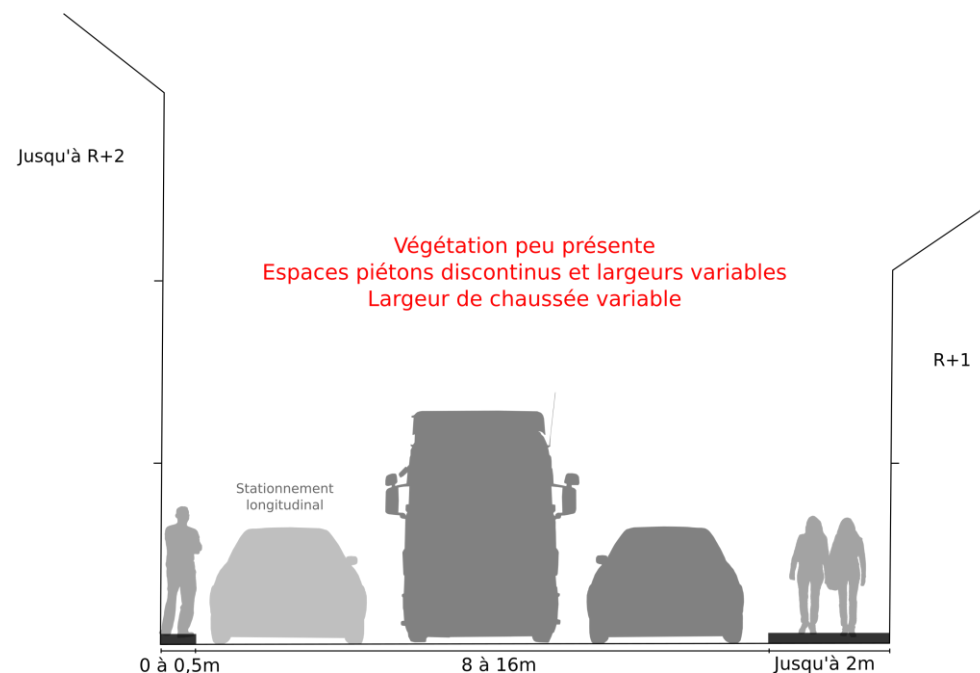 Jusqu'à R+2
Végétation peu présente
Espaces piétons discontinus et largeurs variables
Largeur de chaussée variable
R+1
Stationnement
longitudinal
0 à 0,5m
8 à 16m
Jusqu'à 2m